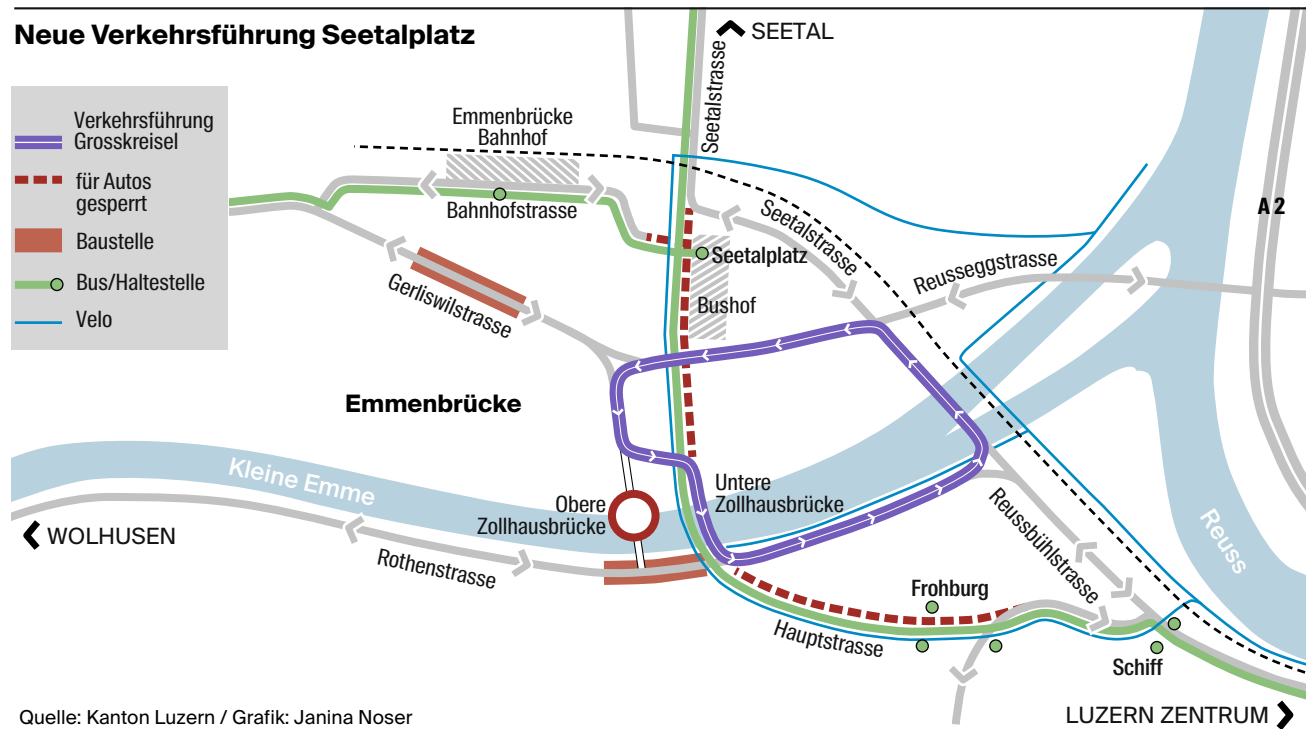 Neue Verkehrsführung Seetalplatz
SEETAL
Verkehrsführung
Grosskreisel
für Autos
gesperrt
Baustelle
Bus/Haltestelle
Velo
Emmenbrücke
Bahnhof
Bahnhofstrasse
Seetalstrasse
Seetalstrasse
Seetalplatz
Bushof
Reusseggstrasse
A 2
Gerliswilstrasse
Emmenbrücke
Kleine Emme
WOLHUSEN
Obere
Zollhausbrücke
Untere
Zollhausbrücke
Rothenstrasse
Reussbühlstrasse
Reuss
Frohburg
Hauptstrasse
Schiff
LUZERN ZENTRUM
Quelle: Kanton Luzern / Grafik: Janina Noser